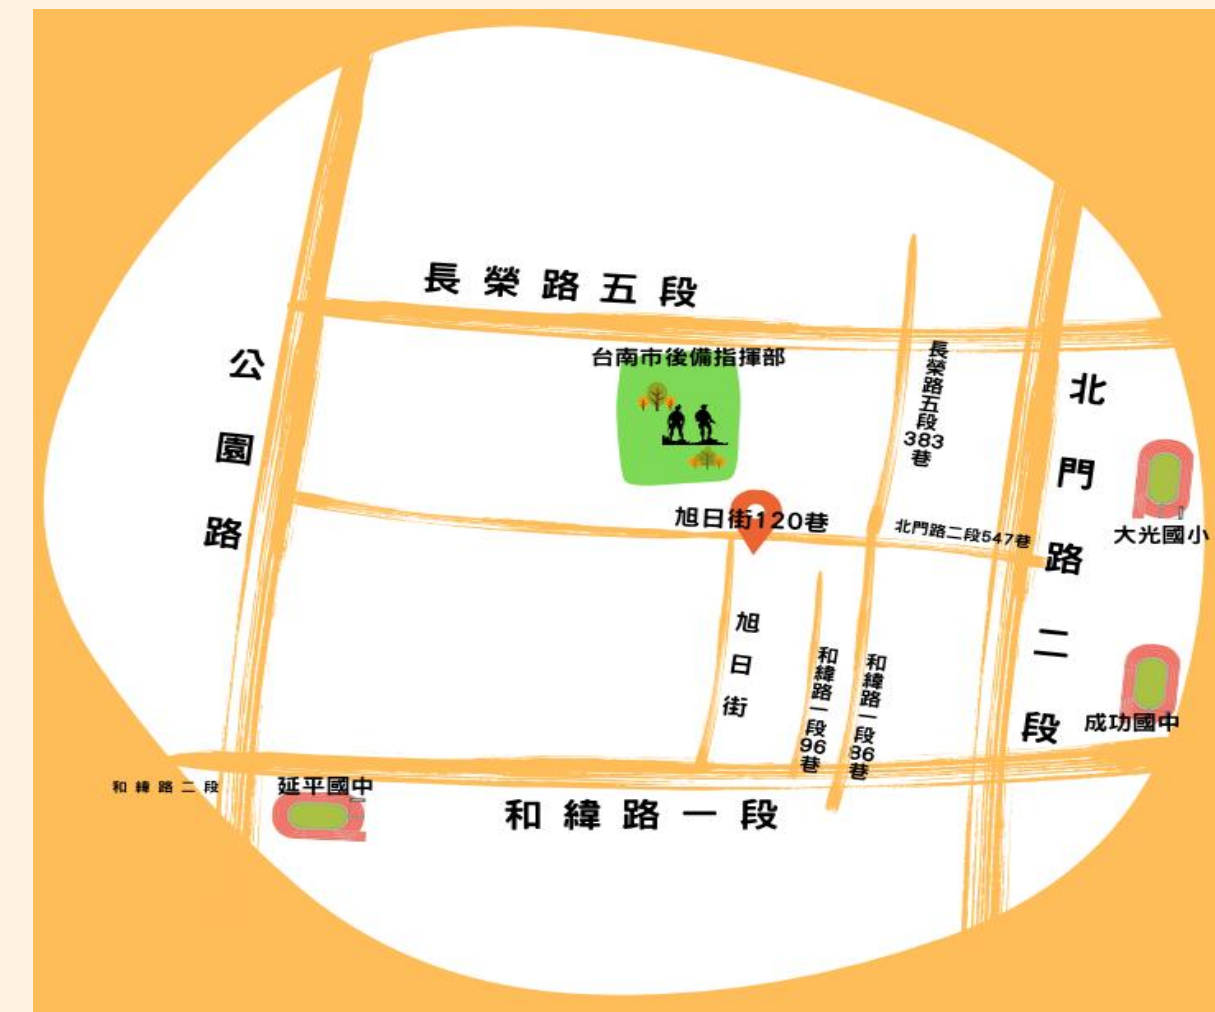 長榮路五段
公園路
台南市後備指揮部
長榮路五段383巷
北門路二段
大光國小
旭日街120巷
北門路二段547巷
旭日街
和緯路一段96巷
和緯路一段86巷
成功國中
和緯路二段
延平國中
和緯路一段